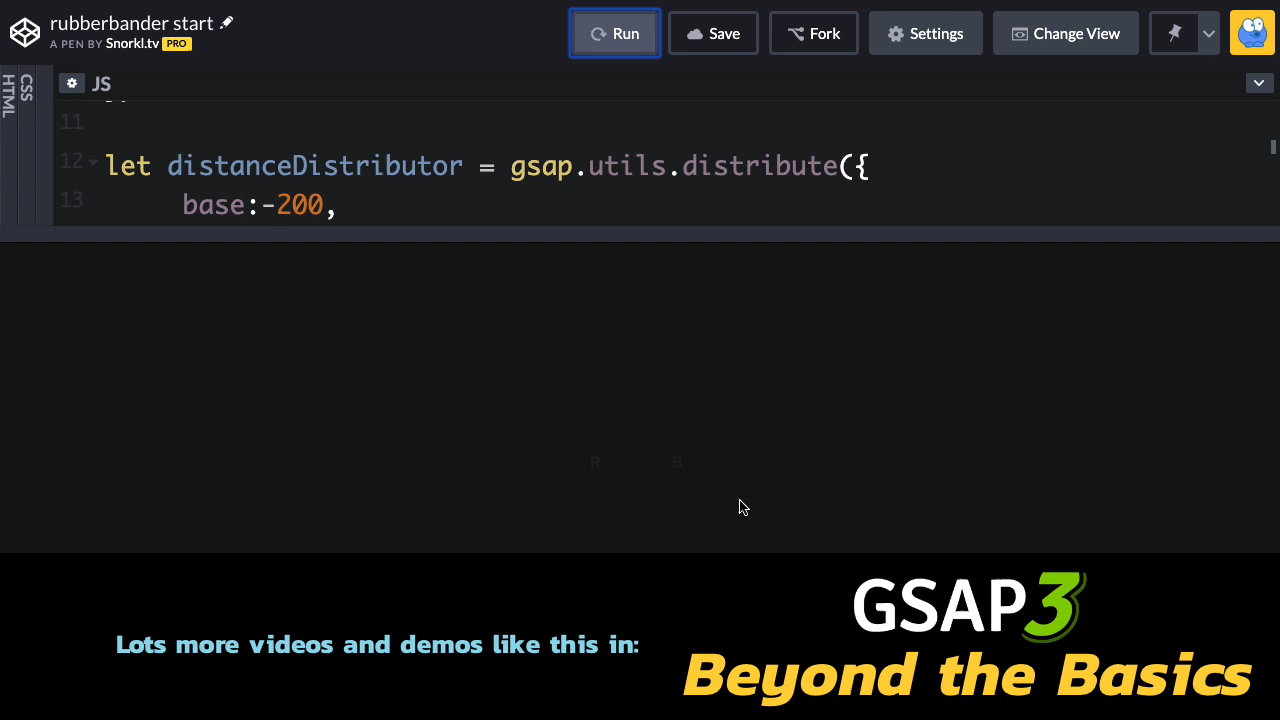 rubberbander start
A PEN BY Snorkl.tv PRO
Run
Save
Fork
Settings
Change View
HTML
CSS
JS
11
12 let distanceDistributor = gsap.utils.distribute({
13 base:-200,
R B
Lots more videos and demos like this in:
GSAP3
Beyond the Basics